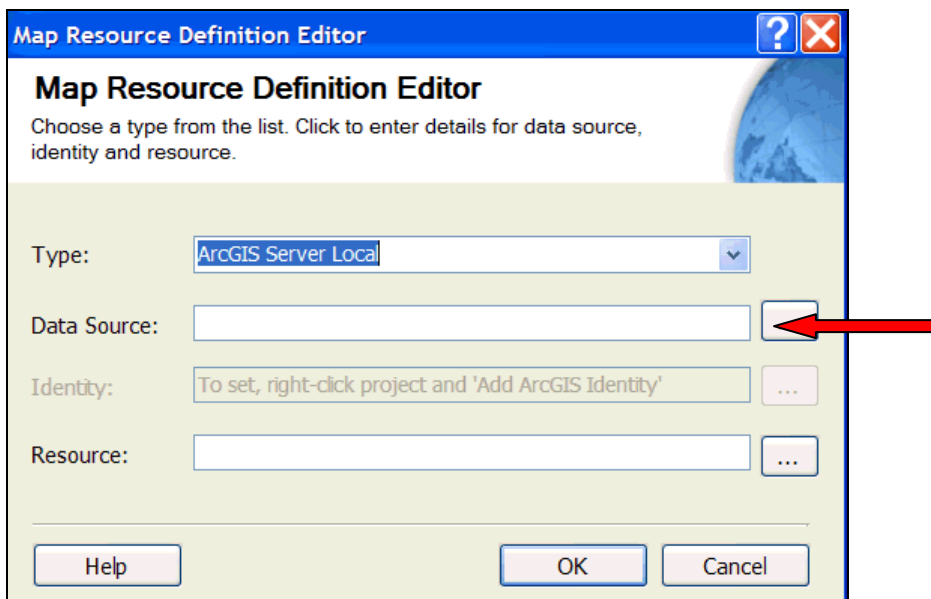 Map Resource Definition Editor
?
Map Resource Definition Editor
Choose a type from the list. Click to enter details for data source,
identity and resource.
Type: ArcGIS Server Local
Data Source:
Identity: To set, right-click project and 'Add ArcGIS Identity' ...
Resource: ...
Help OK Cancel